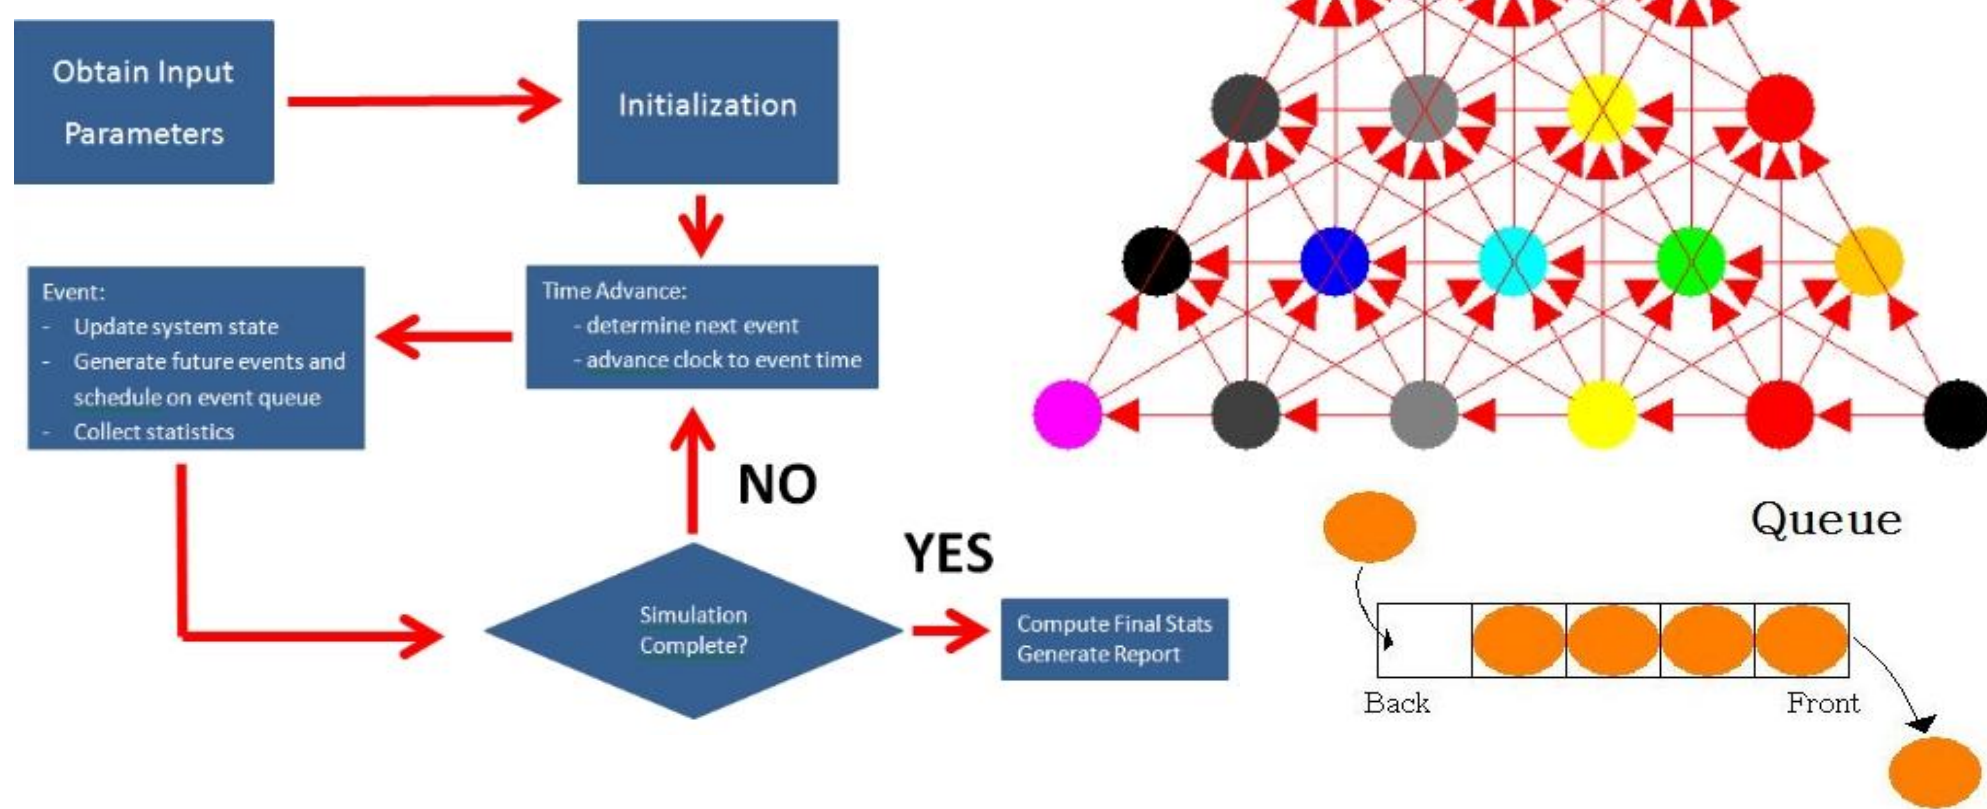 Obtain Input
Parameters
Initialization
Time Advance:
- determine next event
- advance clock to event time
Event:
- Update system state
- Generate future events and
schedule on event queue
- Collect statistics
NO
YES
Simulation
Complete?
Compute Final Stats
Generate Report
Queue
Back
Front